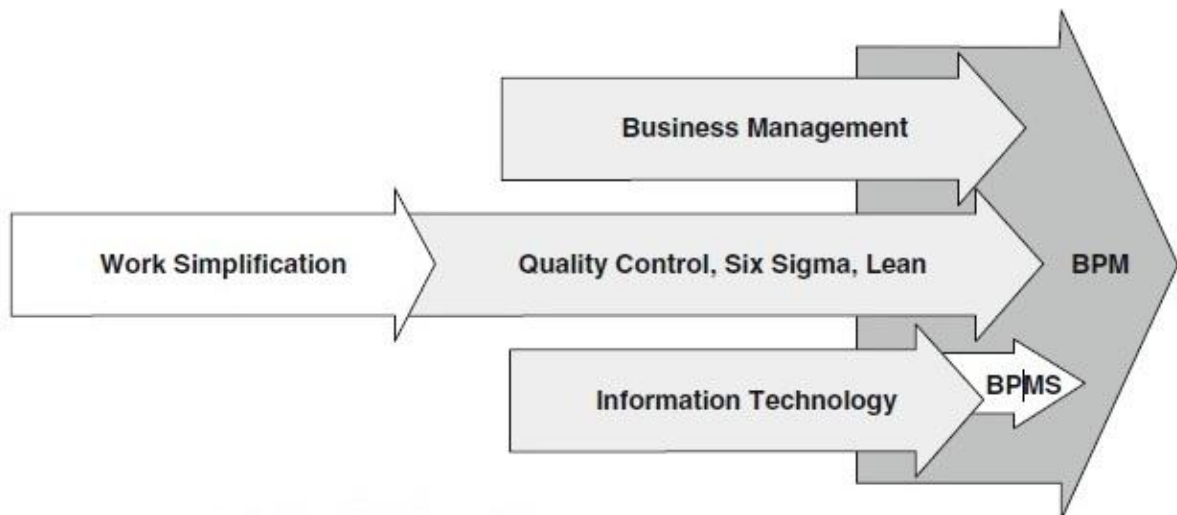 Business Management
Work Simplification
Quality Control, Six Sigma, Lean
BPM
BPMS
Information Technology